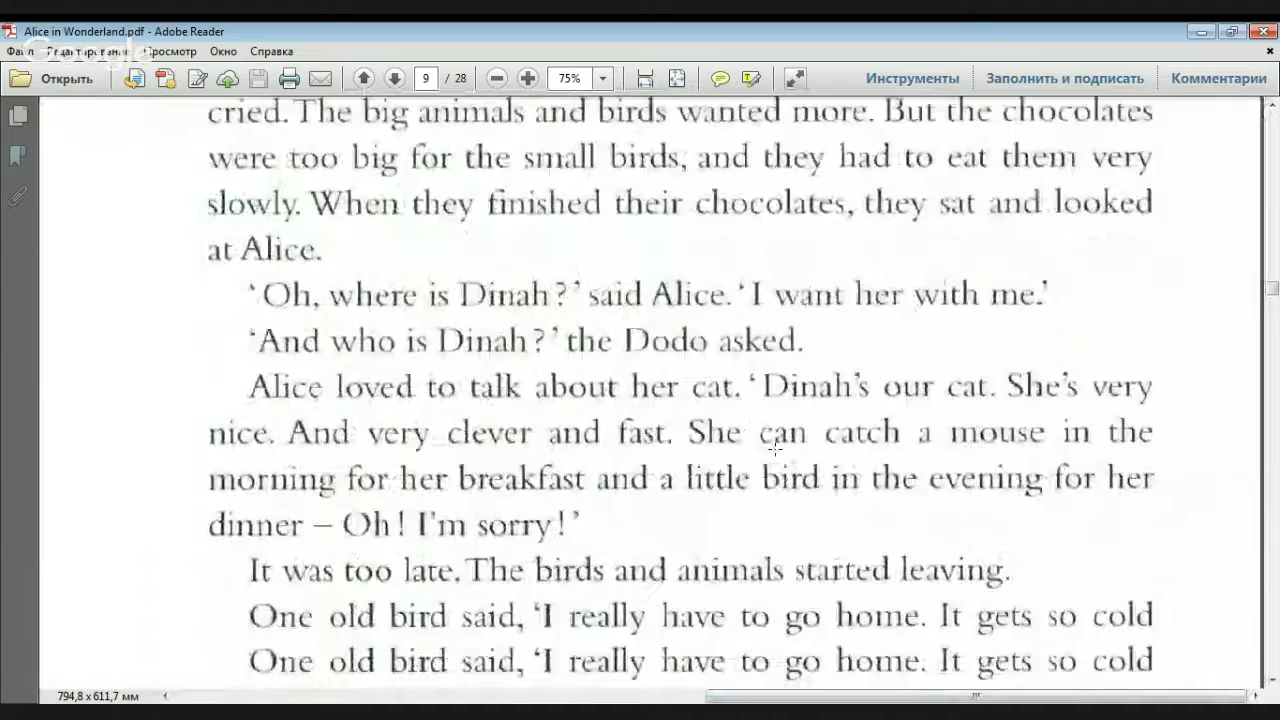 Alice in Wonderland.pdf - Adobe Reader
Файл Редактирование Просмотр Окно Справка
Google
Открыть 9 / 28 75% Инструменты Заполнить и подписать Комментарии
cried. The big animals and birds wanted more. But the chocolates
were too big for the small birds, and they had to eat them very
slowly. When they finished their chocolates, they sat and looked
at Alice.
‘Oh, where is Dinah?’ said Alice. ‘I want her with me.’
‘And who is Dinah?’ the Dodo asked.
Alice loved to talk about her cat. ‘Dinah’s our cat. She’s very
nice. And very clever and fast. She can catch a mouse in the
morning for her breakfast and a little bird in the evening for her
dinner – Oh! I’m sorry!’
It was too late. The birds and animals started leaving.
One old bird said, ‘I really have to go home. It gets so cold
One old bird said, ‘I really have to go home. It gets so cold
794,8 x 611,7 мм